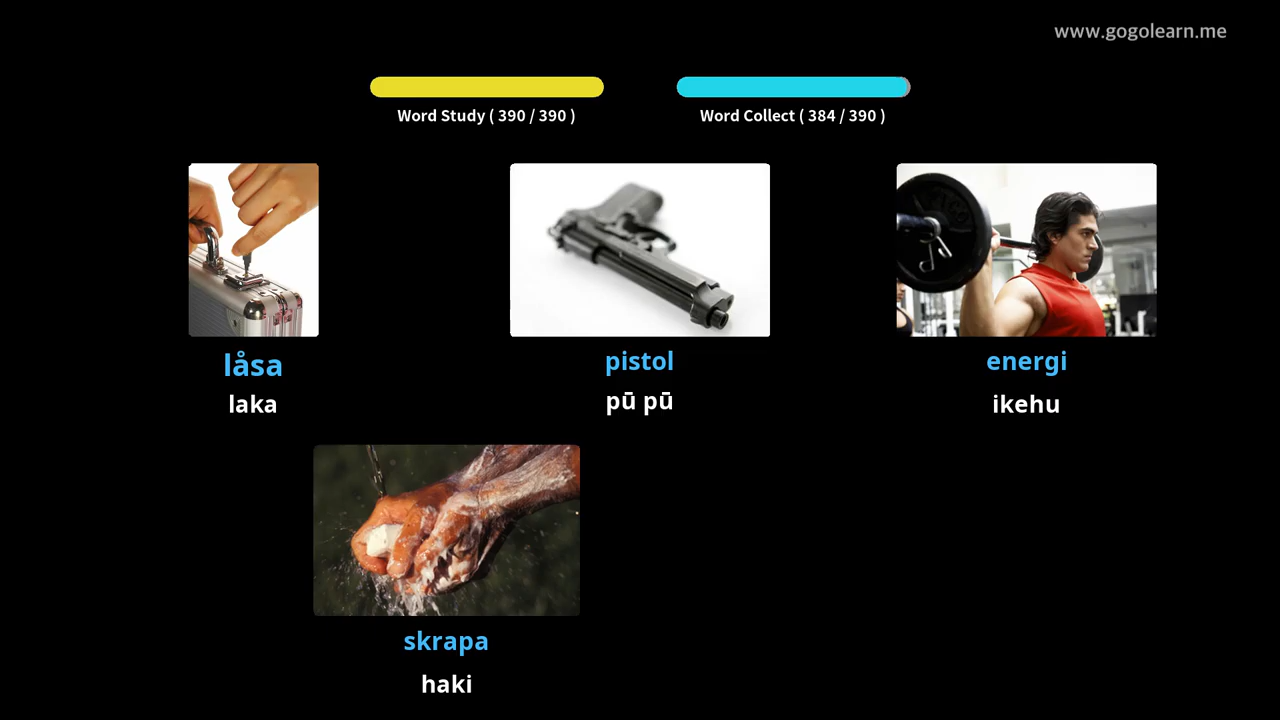 www.gogolearn.me
Word Study ( 390 / 390 )
Word Collect ( 384 / 390 )
låsa
laka
pistol
pū pū
energi
ikehu
skrapa
haki